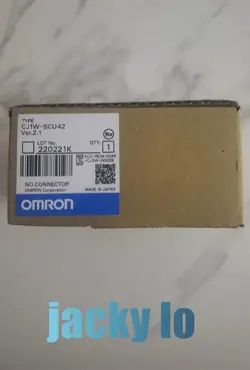 TYPE
CJ1W-SCU42
Ver.2.1
LOT No.
QTY.
220221K
1
NO CONNECTOR
OMRON Corporation
MADE IN JAPAN
OMRON
jacky lo